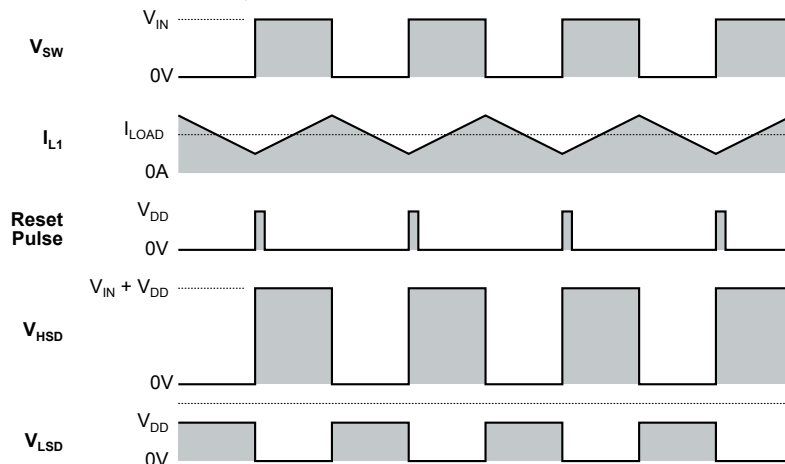 V_IN
V_SW
0V
I_LOAD
I_L1
0A
V_DD
Reset
Pulse
0V
V_IN + V_DD
V_HSD
0V
V_DD
V_LSD
0V